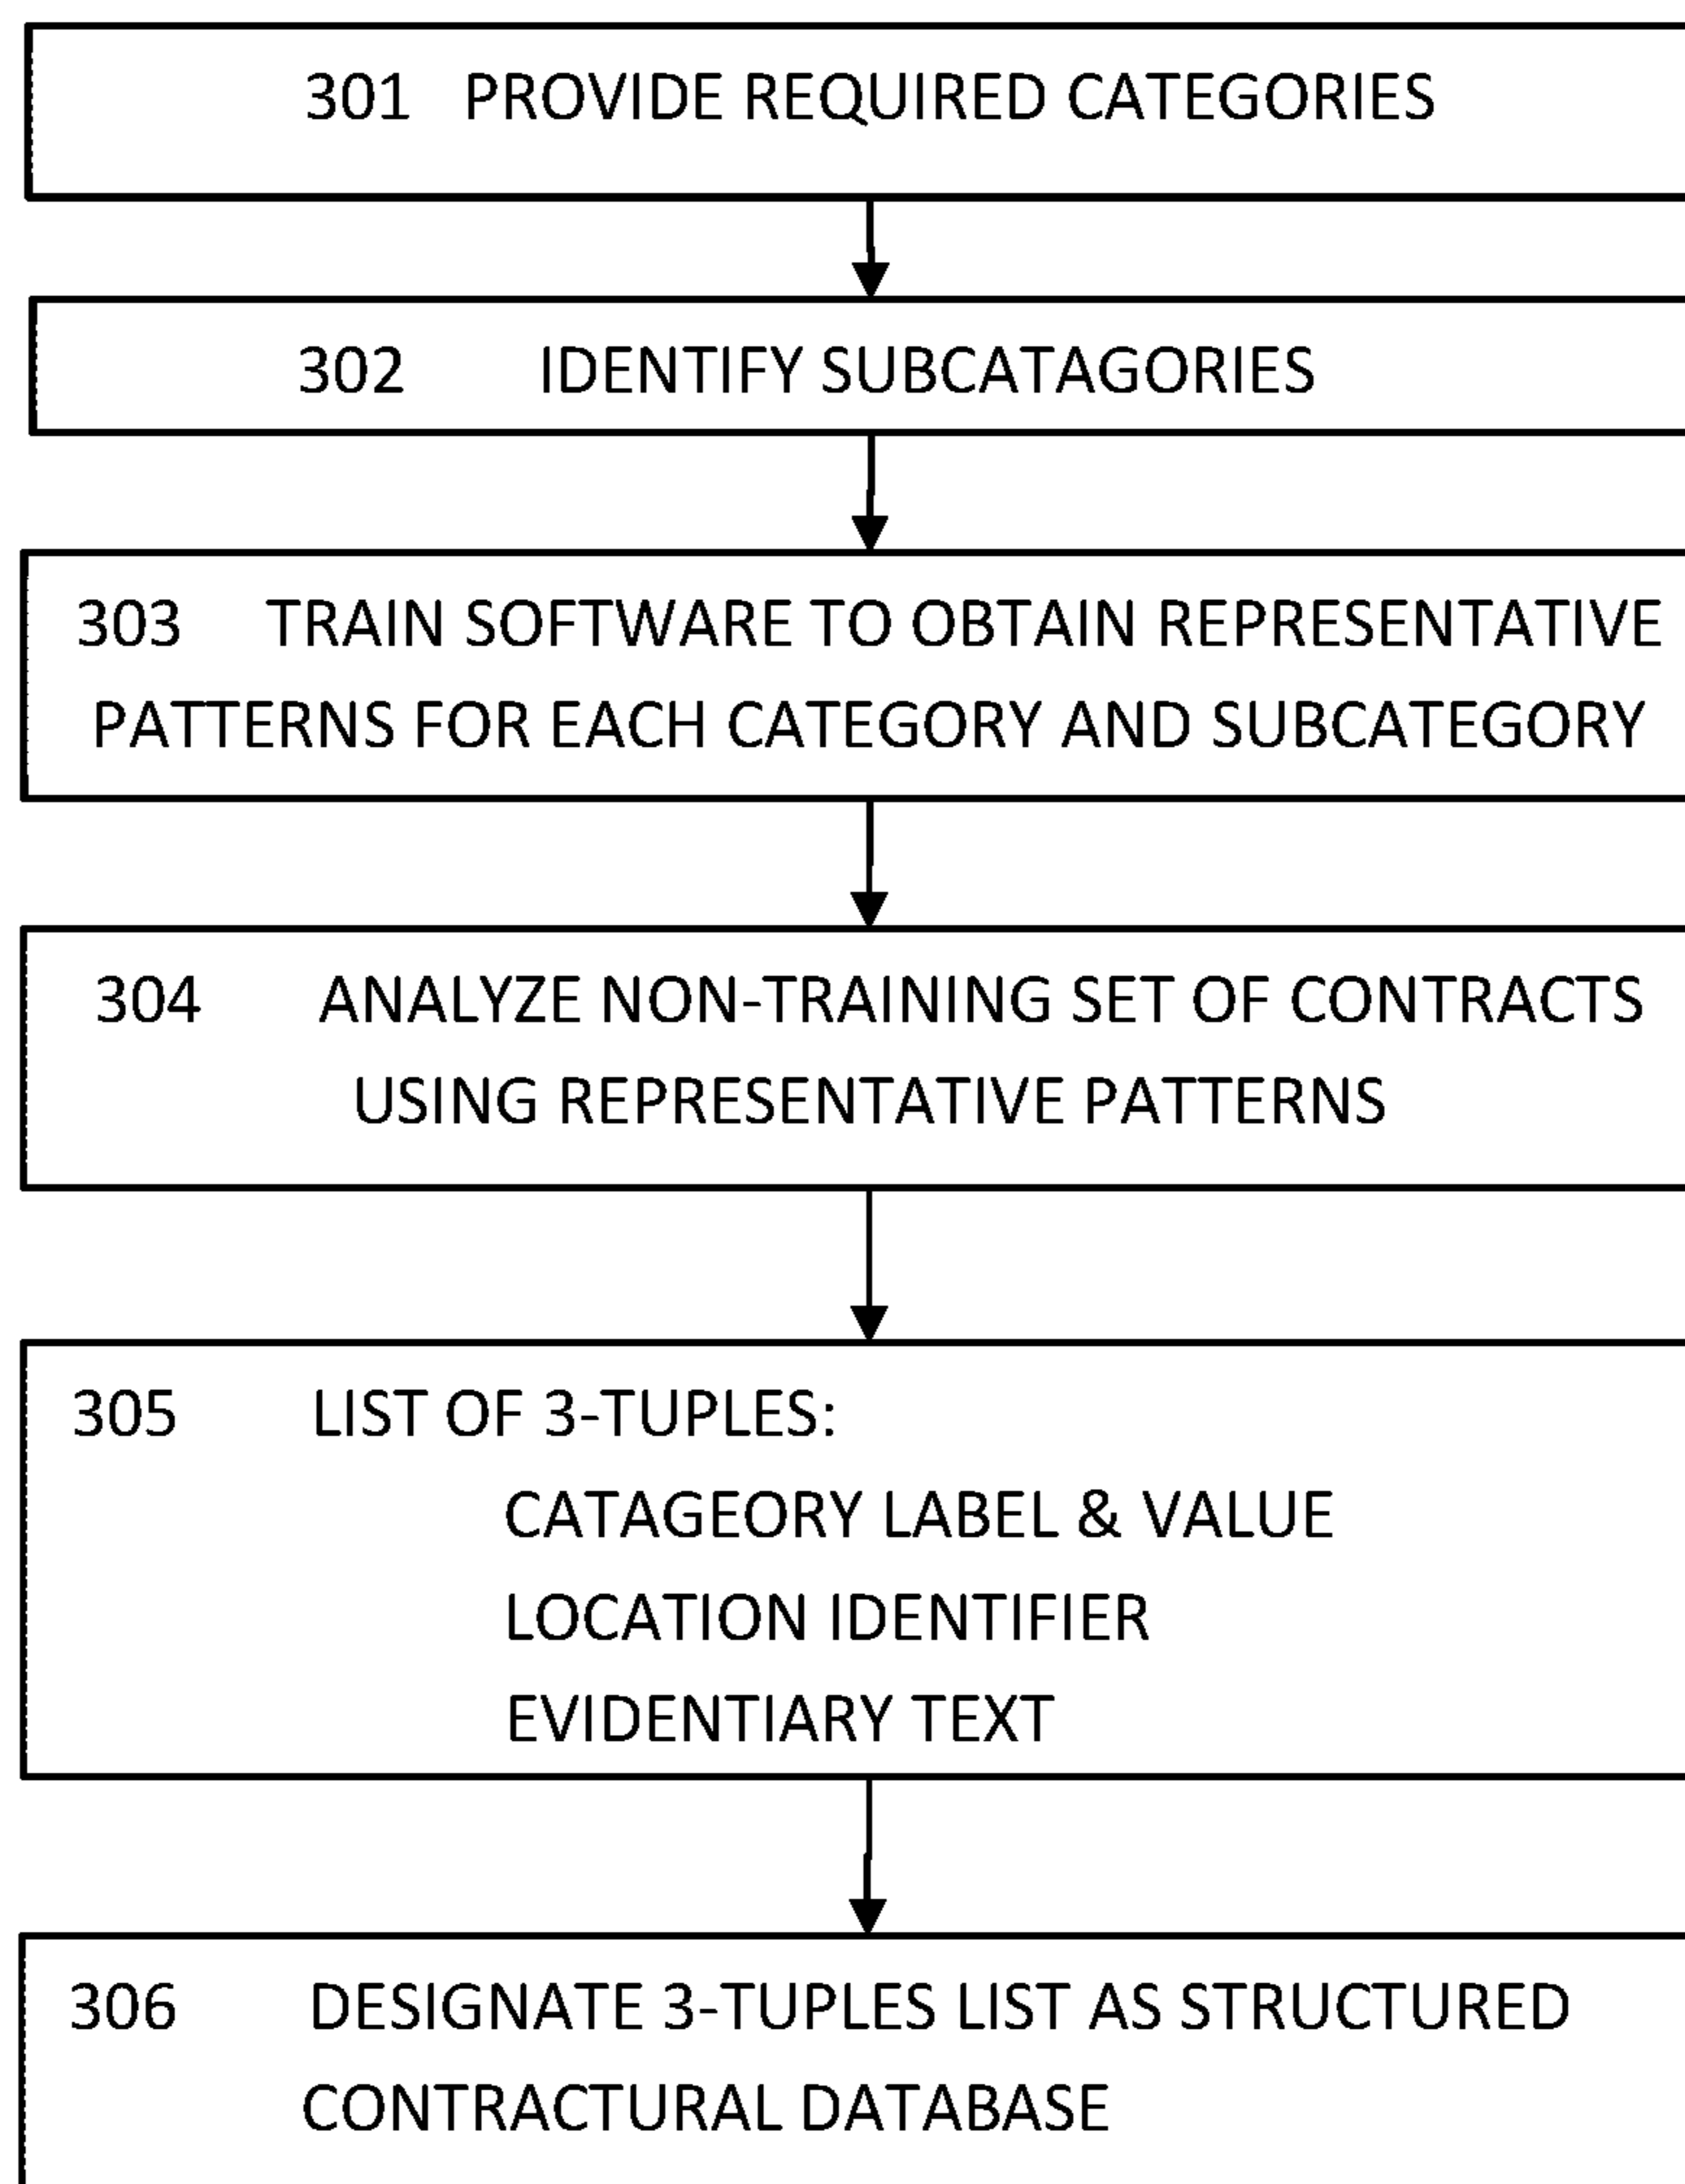 301 PROVIDE REQUIRED CATEGORIES
302 IDENTIFY SUBCATAGORIES
303 TRAIN SOFTWARE TO OBTAIN REPRESENTATIVE
PATTERNS FOR EACH CATEGORY AND SUBCATEGORY
304 ANALYZE NON-TRAINING SET OF CONTRACTS
USING REPRESENTATIVE PATTERNS
305 LIST OF 3-TUPLES:
CATAGEORY LABEL & VALUE
LOCATION IDENTIFIER
EVIDENTIARY TEXT
306 DESIGNATE 3-TUPLES LIST AS STRUCTURED
CONTRACTURAL DATABASE